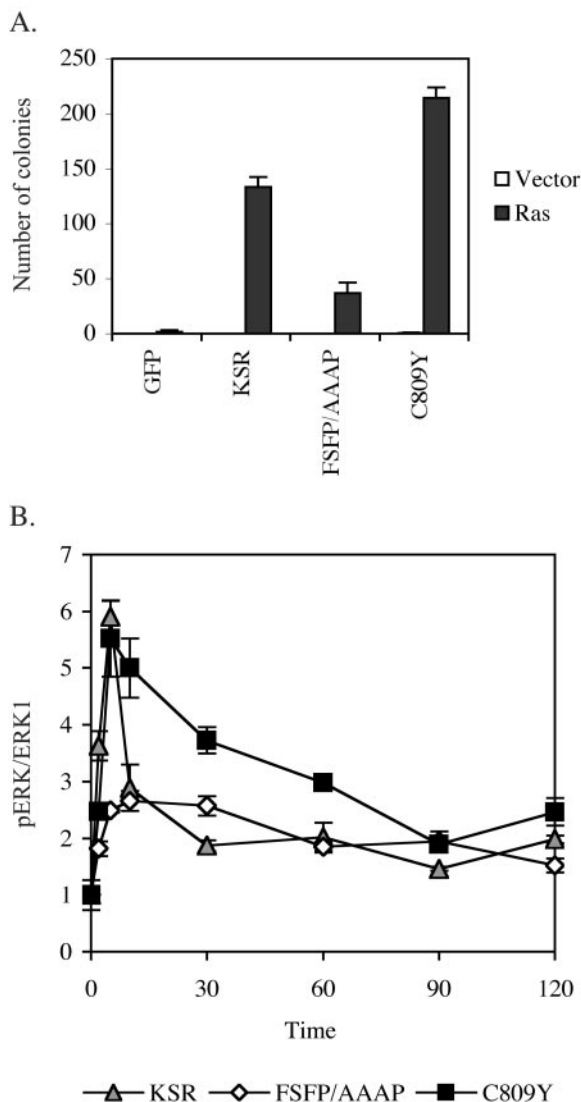 A.
Number of colonies
250
200
150
100
50
0
GFP
KSR
FSFP/AAAP
C809Y
Vector
Ras
B.
pERK/ERK1
7
6
5
4
3
2
1
0
0 30 60 90 120
Time
KSR FSFP/AAAP C809Y